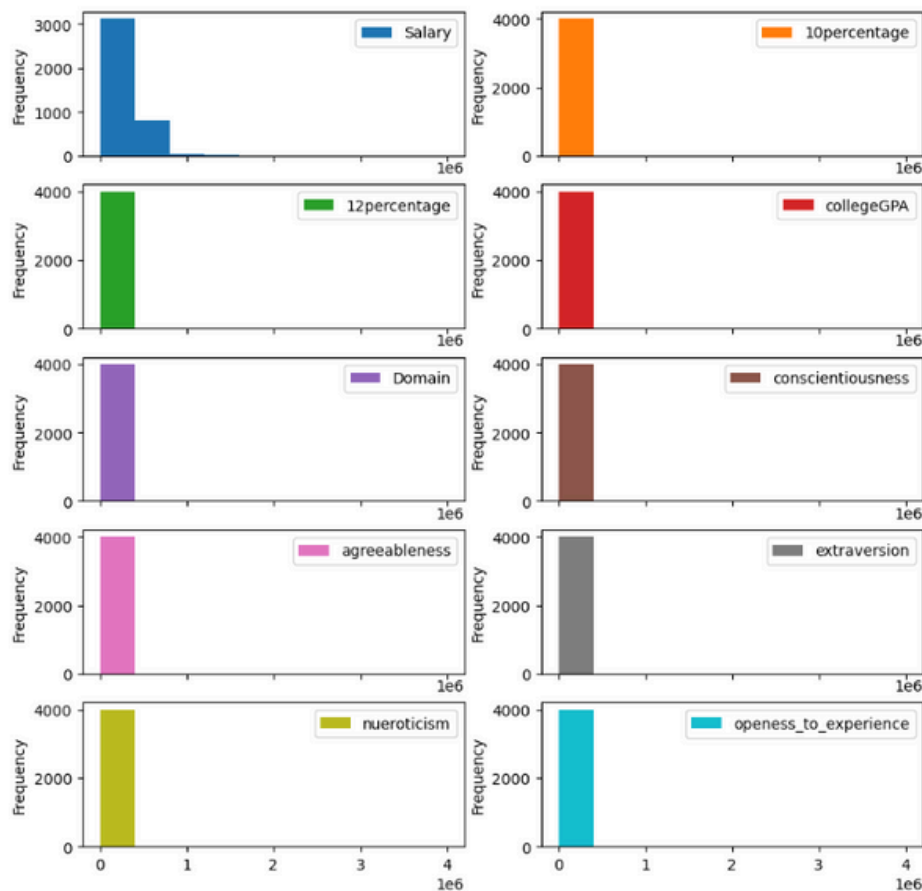 Frequency
3000
2000
1000
0
Salary
1e6
Frequency
4000
2000
0
10percentage
1e6
Frequency
4000
2000
0
12percentage
1e6
Frequency
4000
2000
0
collegeGPA
1e6
Frequency
4000
2000
0
Domain
1e6
Frequency
4000
2000
0
conscientiousness
1e6
Frequency
4000
2000
0
agreeableness
1e6
Frequency
4000
2000
0
extraversion
1e6
Frequency
4000
2000
0
nueroticism
0 1 2 3 4
1e6
Frequency
4000
2000
0
openess_to_experience
0 1 2 3 4
1e6